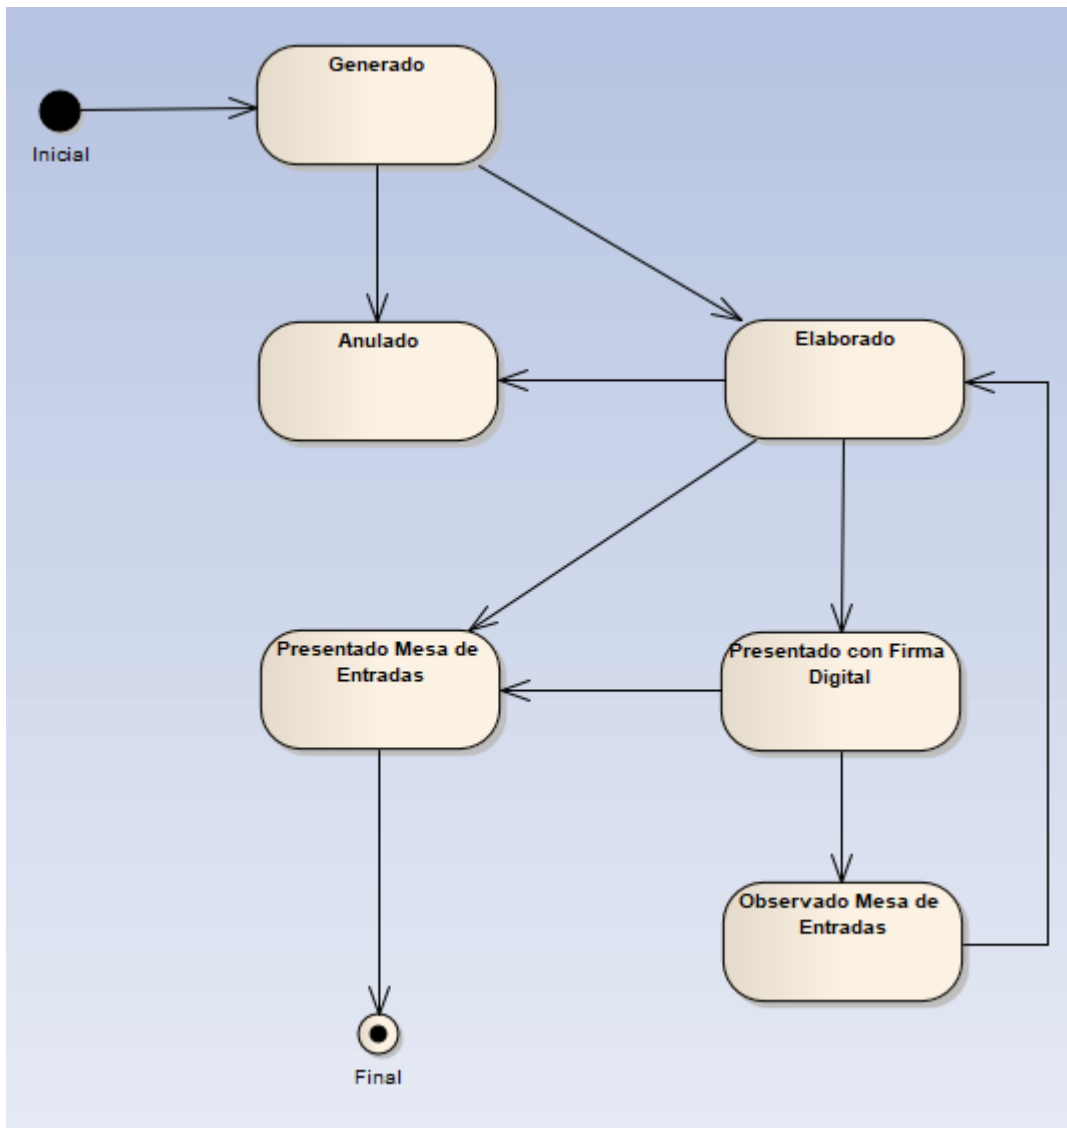 Generado
Inicial
Anulado
Elaborado
Presentado Mesa de
Entradas
Presentado con Firma
Digital
Observado Mesa de
Entradas
Final